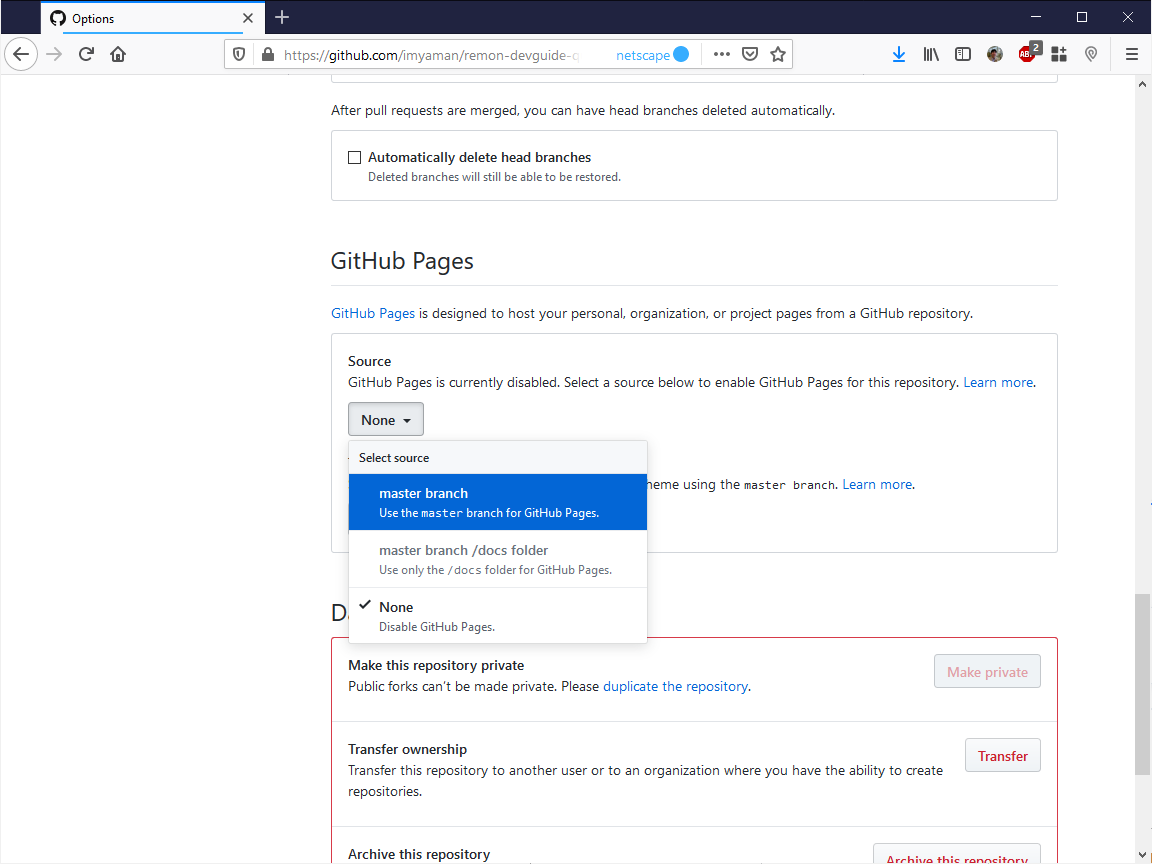 Options
https://github.com/imyaman/remon-devguide-q
netscape
ABP
2
After pull requests are merged, you can have head branches deleted automatically.
Automatically delete head branches
Deleted branches will still be able to be restored.
GitHub Pages
GitHub Pages is designed to host your personal, organization, or project pages from a GitHub repository.
Source
GitHub Pages is currently disabled. Select a source below to enable GitHub Pages for this repository. Learn more.
None
Select source
master branch
Use the master branch for GitHub Pages.
heme using the master branch. Learn more.
master branch /docs folder
Use only the /docs folder for GitHub Pages.
None
Disable GitHub Pages.
D
Make this repository private
Public forks can't be made private. Please duplicate the repository.
Make private
Transfer ownership
Transfer this repository to another user or to an organization where you have the ability to create
repositories.
Transfer
Archive this repository
Archive this repository